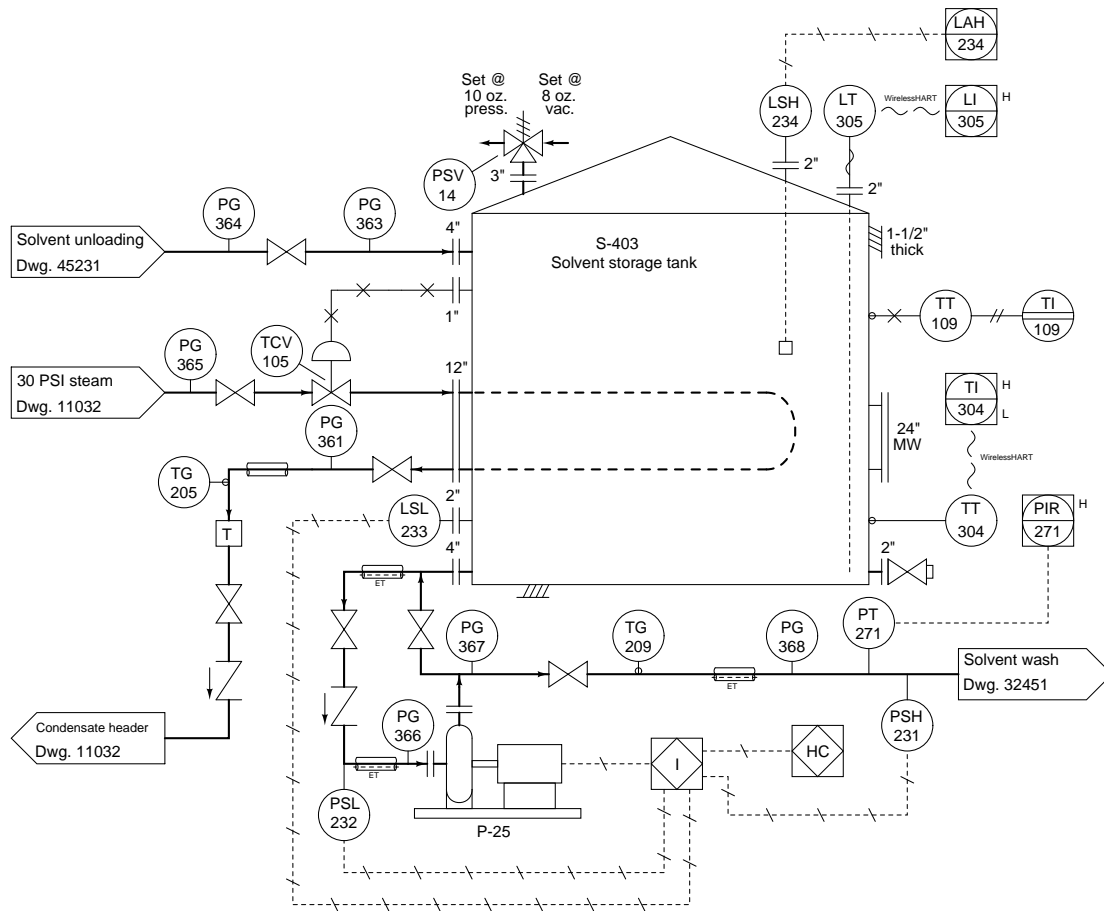 LAH
234
Set @
10 oz.
press.
Set @
8 oz.
vac.
LSH
234
LT
305
WirelessHART
LI
305
H
PSV
14
3"
2"
2"
PG
364
PG
363
4"
Solvent unloading
Dwg. 45231
S-403
Solvent storage tank
1-1/2"
thick
1"
TT
109
TI
109
PG
365
TCV
105
12"
30 PSI steam
Dwg. 11032
TI
304
H
L
PG
361
24"
MW
WirelessHART
TG
205
2"
LSL
233
TT
304
PIR
271
H
T
4"
2"
ET
PG
367
TG
209
PG
368
PT
271
ET
Solvent wash
Dwg. 32451
Condensate header
Dwg. 11032
PG
366
PSH
231
ET
I
HC
PSL
232
P-25